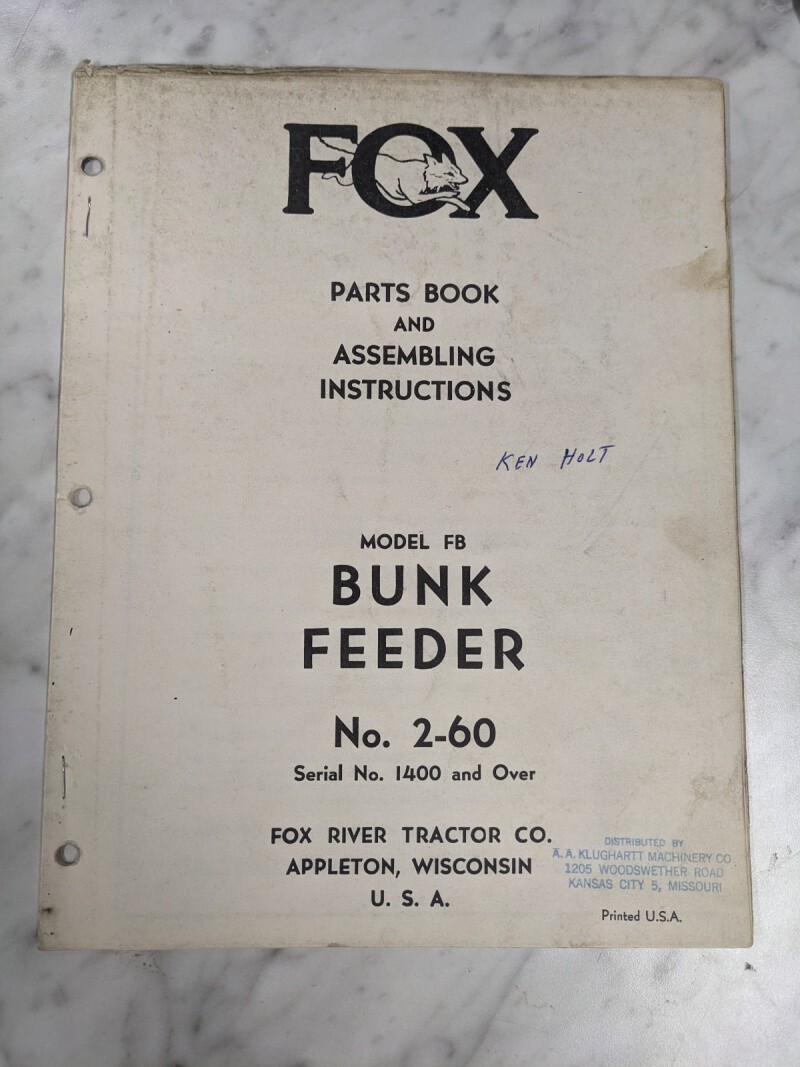 FOX
PARTS BOOK
AND
ASSEMBLING
INSTRUCTIONS
KEN HOLT
MODEL FB
BUNK
FEEDER
No. 2-60
Serial No. 1400 and Over
FOX RIVER TRACTOR CO.
APPLETON, WISCONSIN
U. S. A.
DISTRIBUTED BY
A. A. KLUGHARTT MACHINERY CO
1205 WOODSWETHER ROAD
KANSAS CITY 5, MISSOURI
Printed U.S.A.